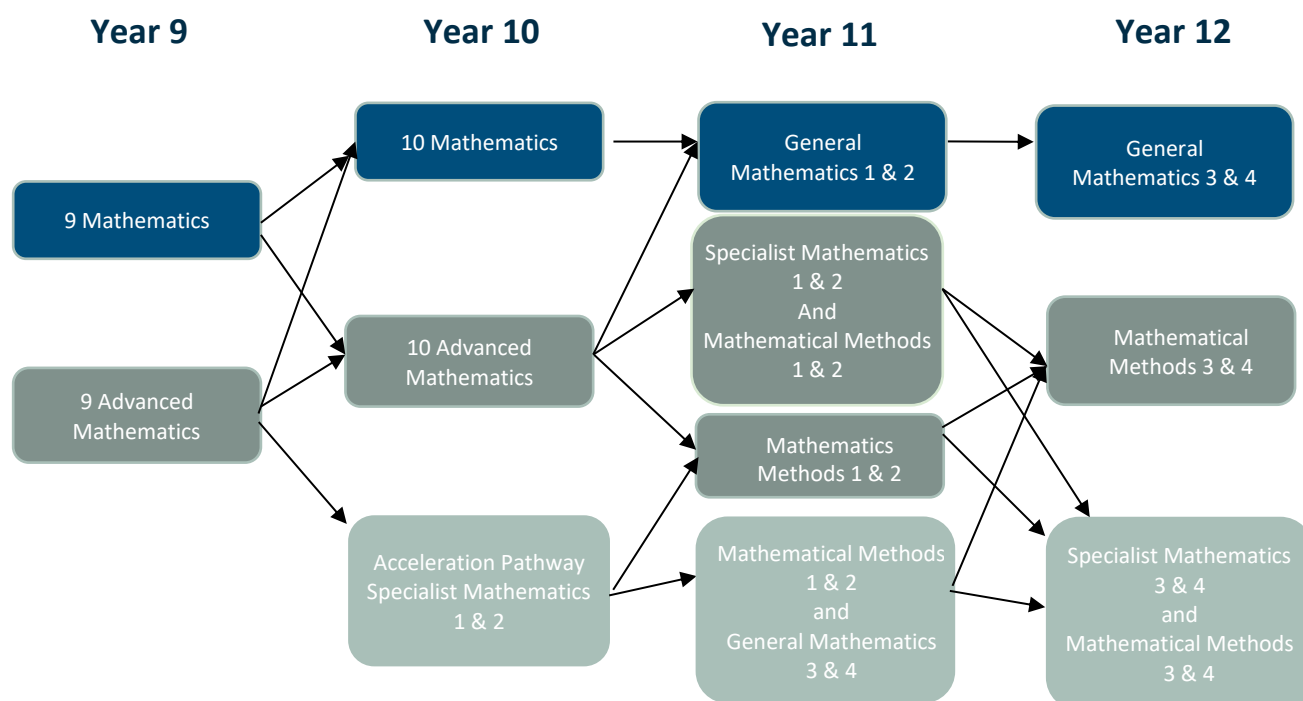 Year 9
Year 10
Year 11
Year 12
9 Mathematics
9 Advanced
Mathematics
10 Mathematics
10 Advanced
Mathematics
Acceleration Pathway
Specialist Mathematics
1 & 2
General
Mathematics 1 & 2
Specialist Mathematics
1 & 2
And
Mathematical Methods
1 & 2
Mathematics
Methods 1 & 2
Mathematical Methods
1 & 2
and
General Mathematics
3 & 4
General
Mathematics 3 & 4
Mathematical
Methods 3 & 4
Specialist Mathematics
3 & 4
and
Mathematical Methods
3 & 4